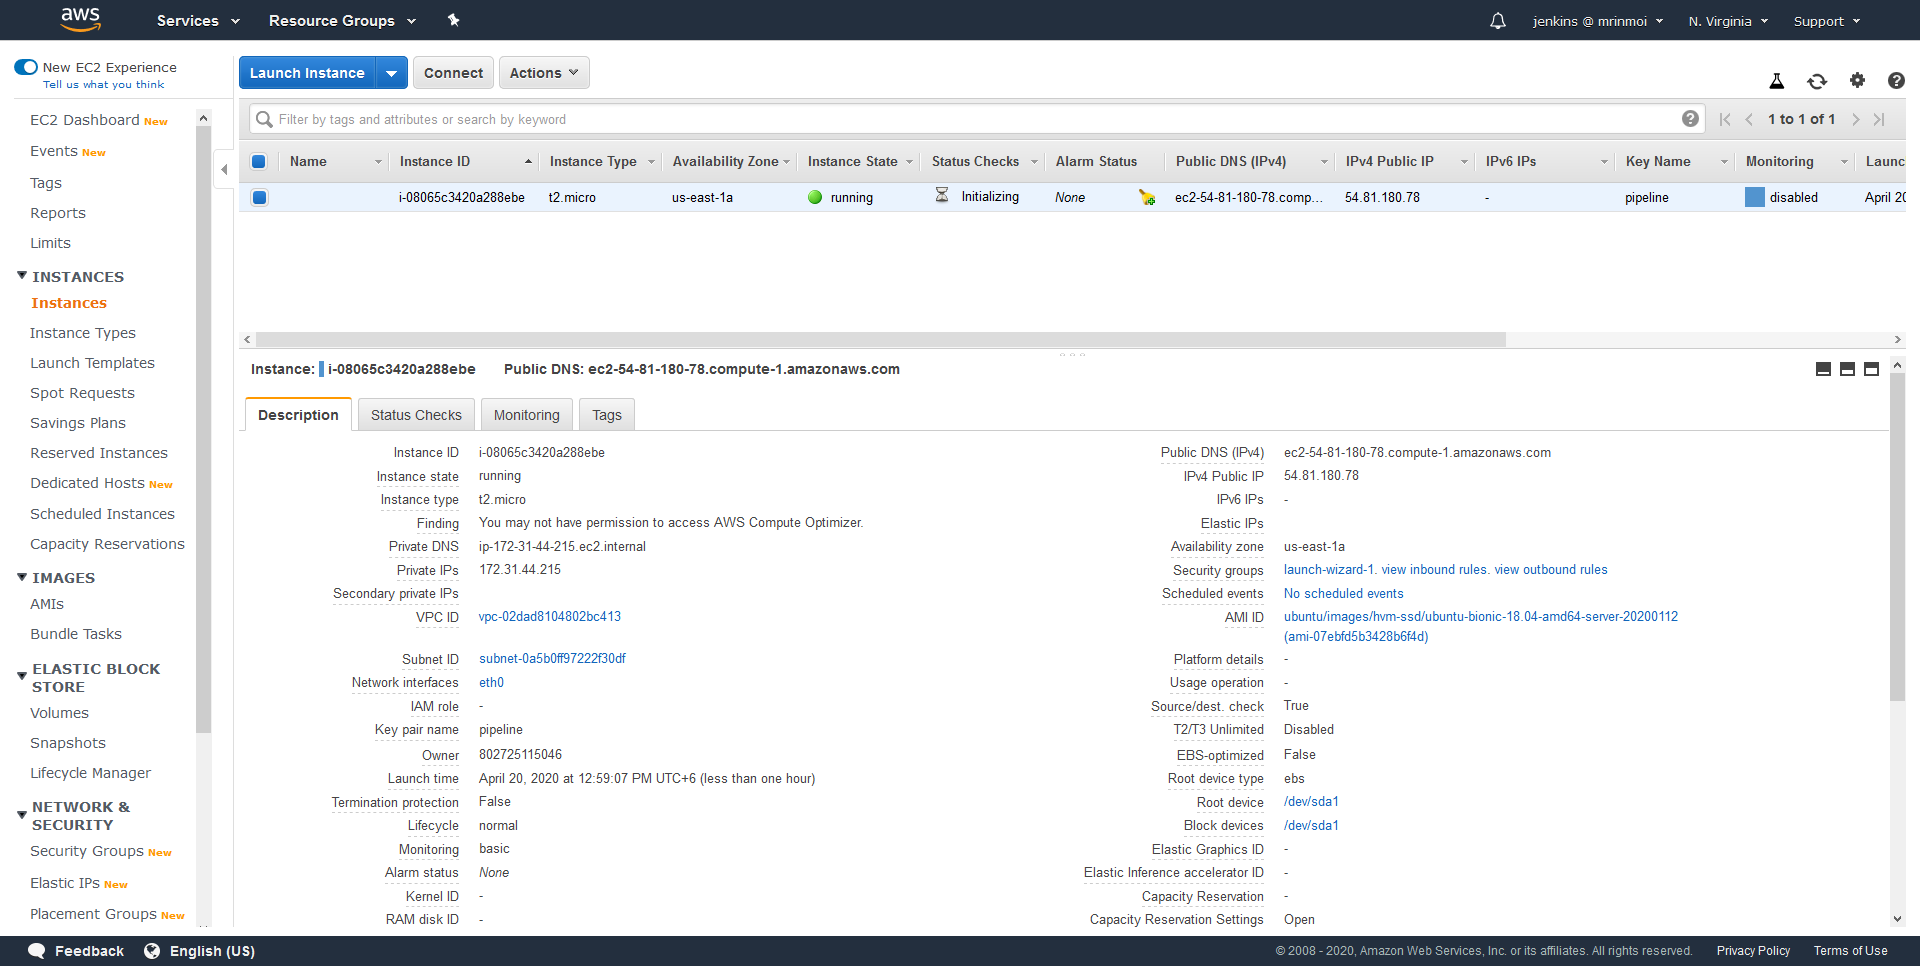 aws Services Resource Groups jenkins @ mrinmoi N. Virginia Support
New EC2 Experience
Tell us what you think
EC2 Dashboard New
Events New
Tags
Reports
Limits
INSTANCES
Instances
Instance Types
Launch Templates
Spot Requests
Savings Plans
Reserved Instances
Dedicated Hosts New
Scheduled Instances
Capacity Reservations
IMAGES
AMIs
Bundle Tasks
ELASTIC BLOCK
STORE
Volumes
Snapshots
Lifecycle Manager
NETWORK &
SECURITY
Security Groups New
Elastic IPs New
Placement Groups New
Launch Instance Connect Actions
Filter by tags and attributes or search by keyword 1 to 1 of 1
Name Instance ID Instance Type Availability Zone Instance State Status Checks Alarm Status Public DNS (IPv4) IPv4 Public IP IPv6 IPs Key Name Monitoring Launc
i-08065c3420a288ebe t2.micro us-east-1a running Initializing None ec2-54-81-180-78.comp... 54.81.180.78 - pipeline disabled April 20
Instance: i-08065c3420a288ebe Public DNS: ec2-54-81-180-78.compute-1.amazonaws.com
Description Status Checks Monitoring Tags
Instance ID i-08065c3420a288ebe
Instance state running
Instance type t2.micro
Finding You may not have permission to access AWS Compute Optimizer.
Private DNS ip-172-31-44-215.ec2.internal
Private IPs 172.31.44.215
Secondary private IPs
VPC ID vpc-02dad8104802bc413
Subnet ID subnet-0a5b0ff97222f30df
Network interfaces eth0
IAM role -
Key pair name pipeline
Owner 802725115046
Launch time April 20, 2020 at 12:59:07 PM UTC+6 (less than one hour)
Termination protection False
Lifecycle normal
Monitoring basic
Alarm status None
Kernel ID -
RAM disk ID -
Public DNS (IPv4) ec2-54-81-180-78.compute-1.amazonaws.com
IPv4 Public IP 54.81.180.78
IPv6 IPs -
Elastic IPs
Availability zone us-east-1a
Security groups launch-wizard-1. view inbound rules. view outbound rules
Scheduled events No scheduled events
AMI ID ubuntu/images/hvm-ssd/ubuntu-bionic-18.04-amd64-server-20200112
(ami-07ebfd5b3428b6f4d)
Platform details -
Usage operation -
Source/dest. check True
T2/T3 Unlimited Disabled
EBS-optimized False
Root device type ebs
Root device /dev/sda1
Block devices /dev/sda1
Elastic Graphics ID -
Elastic Inference accelerator ID -
Capacity Reservation -
Capacity Reservation Settings Open
Feedback English (US) © 2008 - 2020, Amazon Web Services, Inc. or its affiliates. All rights reserved. Privacy Policy Terms of Use